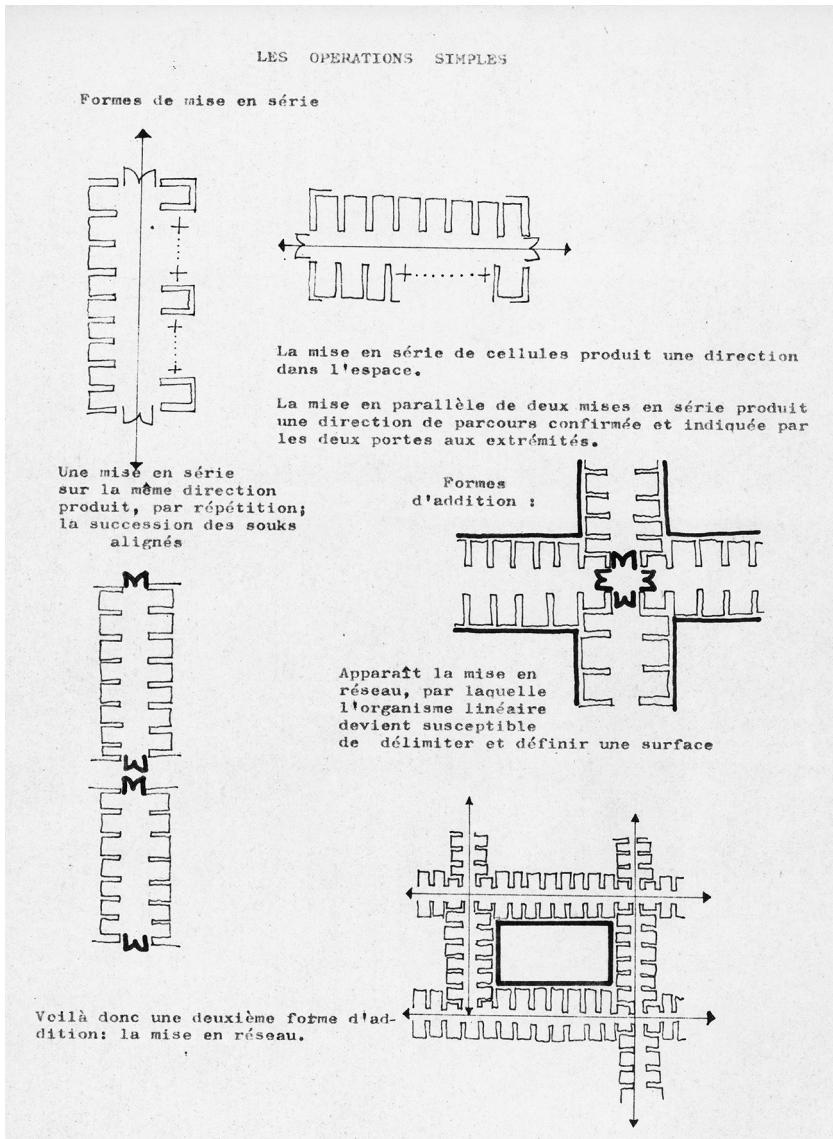 LES OPERATIONS SIMPLES
Formes de mise en série
La mise en série de cellules produit une direction
dans l'espace.
La mise en parallèle de deux mises en série produit
une direction de parcours confirmée et indiquée par
les deux portes aux extrémités.
Une mise en série
sur la même direction
produit, par répétition;
la succession des souks
alignés
Formes
d'addition :
Apparaît la mise en
réseau, par laquelle
l'organisme linéaire
devient susceptible
de délimiter et définir une surface
Voilà donc une deuxième forme d'ad-
dition: la mise en réseau.